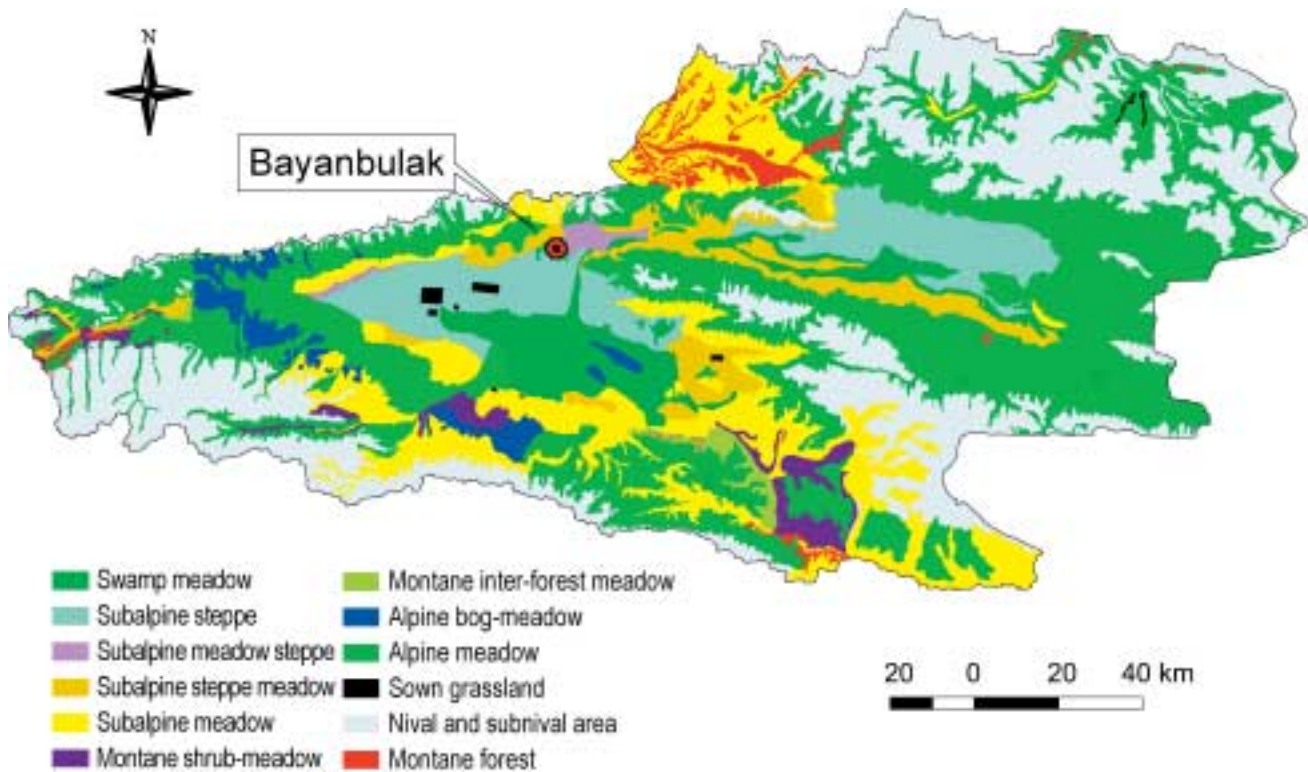 N
Bayanbulak
Swamp meadow
Subalpine steppe
Subalpine meadow steppe
Subalpine steppe meadow
Subalpine meadow
Montane shrub-meadow
Montane inter-forest meadow
Alpine bog-meadow
Alpine meadow
Sown grassland
Nival and subnival area
Montane forest
20 0 20 40 km